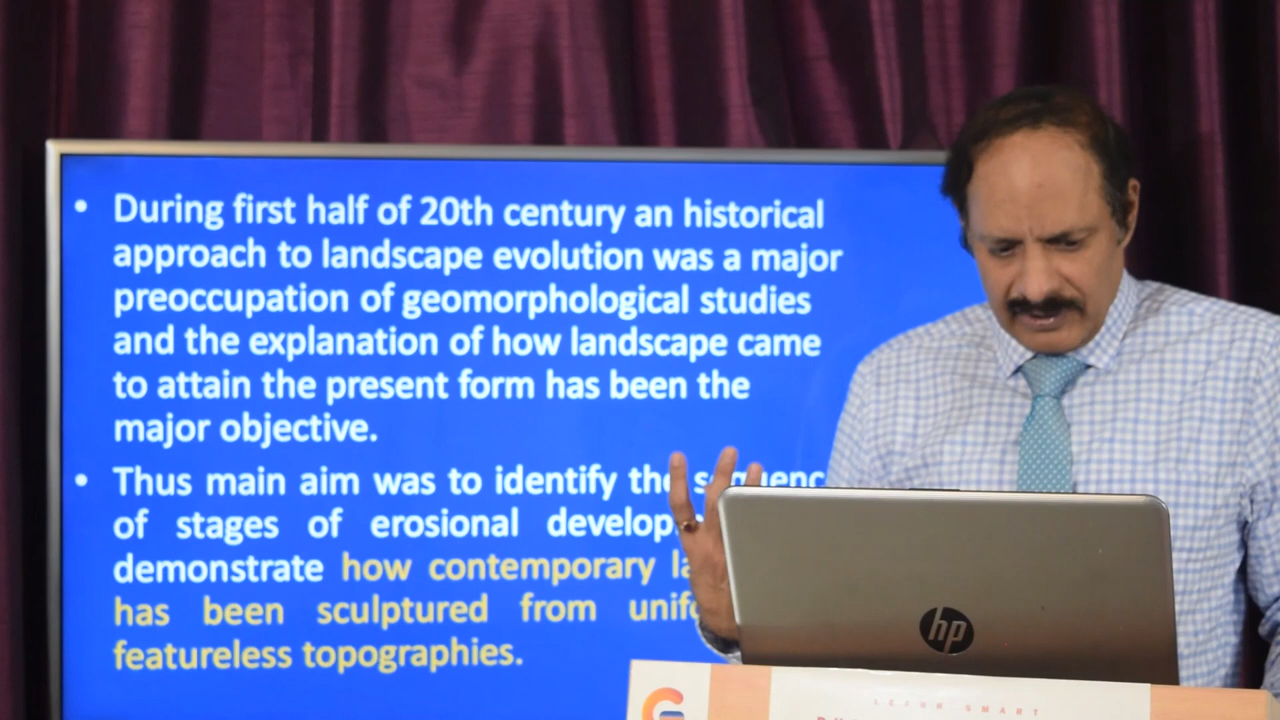 • During first half of 20th century an historical
approach to landscape evolution was a major
preoccupation of geomorphological studies
and the explanation of how landscape came
to attain the present form has been the
major objective.
• Thus main aim was to identify the
of stages of erosional
demonstrate how contemporary
has been sculptured from
featureless topographies.
hp
LEARN SMART